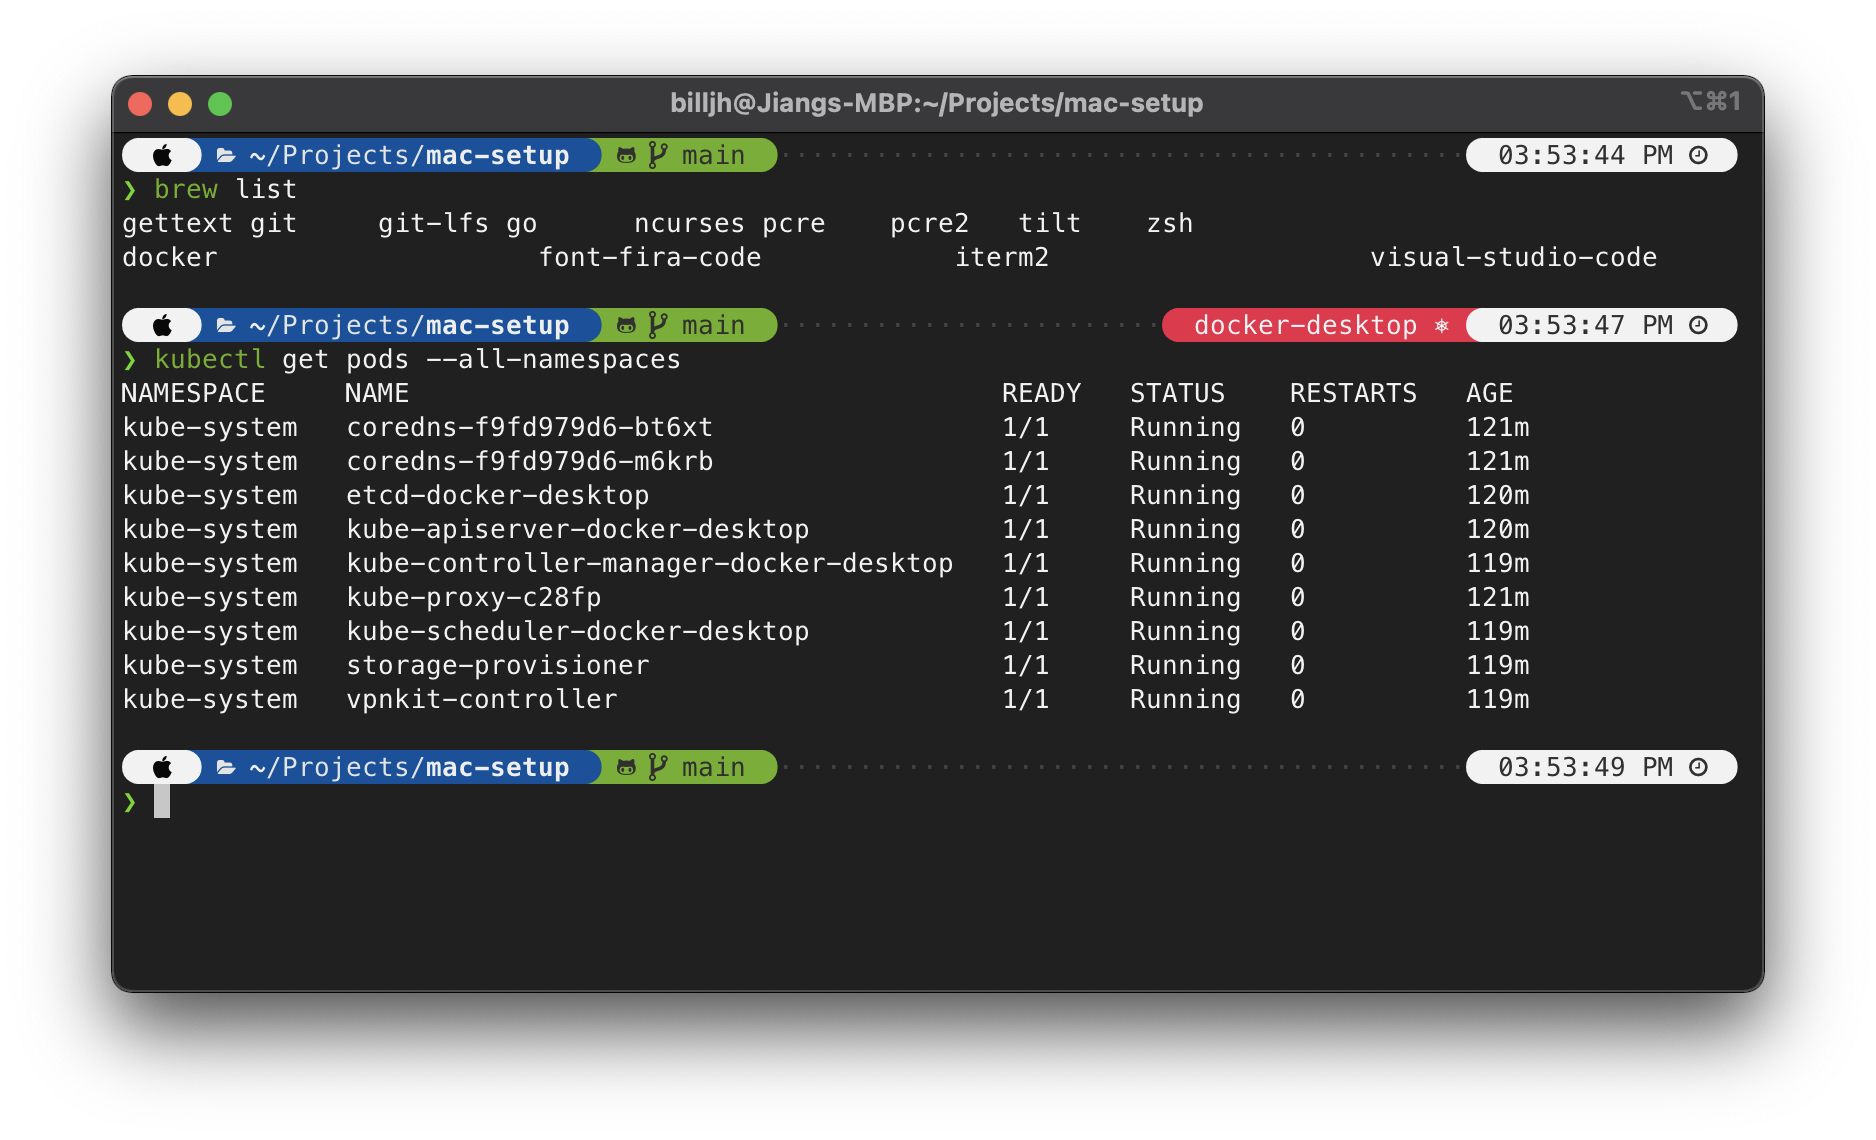 billjh@Jiangs-MBP:~/Projects/mac-setup ⌥⌘1
~/Projects/mac-setup main 03:53:44 PM
❯ brew list
gettext git git-lfs go ncurses pcre pcre2 tilt zsh
docker font-fira-code iterm2 visual-studio-code
~/Projects/mac-setup main docker-desktop ⎈ 03:53:47 PM
❯ kubectl get pods --all-namespaces
NAMESPACE NAME READY STATUS RESTARTS AGE
kube-system coredns-f9fd979d6-bt6xt 1/1 Running 0 121m
kube-system coredns-f9fd979d6-m6krb 1/1 Running 0 121m
kube-system etcd-docker-desktop 1/1 Running 0 120m
kube-system kube-apiserver-docker-desktop 1/1 Running 0 120m
kube-system kube-controller-manager-docker-desktop 1/1 Running 0 119m
kube-system kube-proxy-c28fp 1/1 Running 0 121m
kube-system kube-scheduler-docker-desktop 1/1 Running 0 119m
kube-system storage-provisioner 1/1 Running 0 119m
kube-system vpnkit-controller 1/1 Running 0 119m
~/Projects/mac-setup main 03:53:49 PM
❯